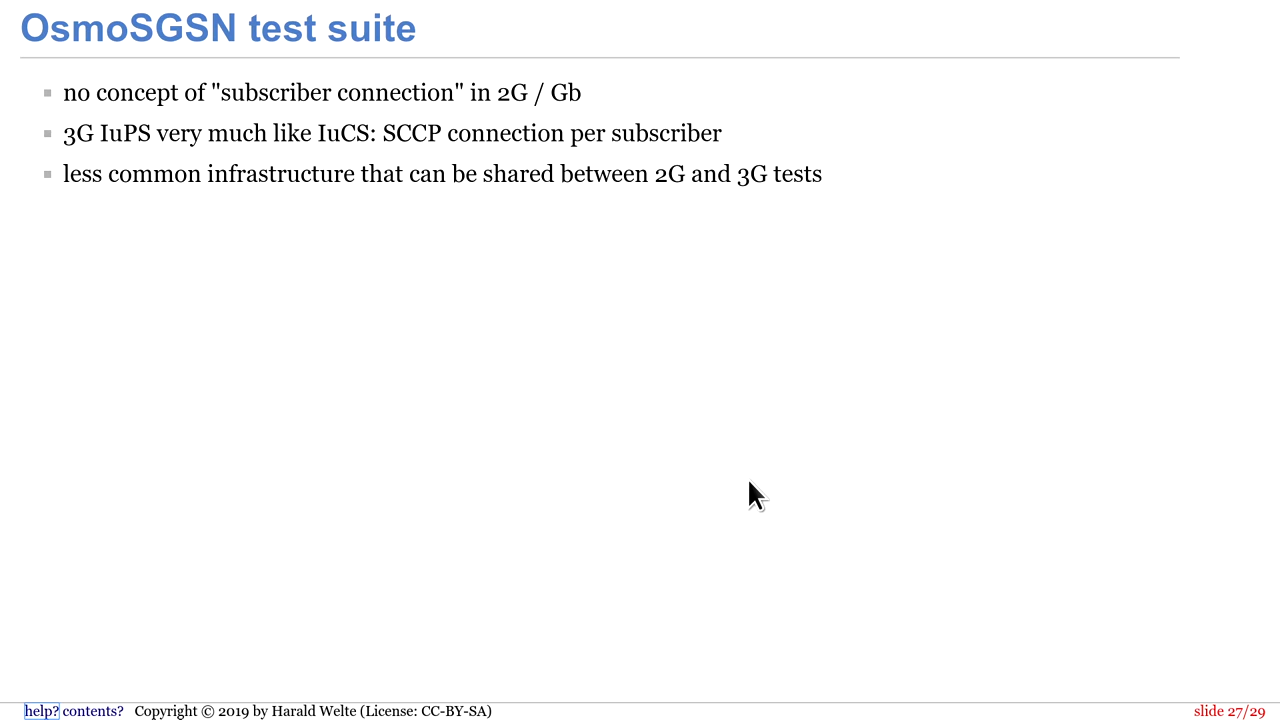 OsmoSGSN test suite
no concept of "subscriber connection" in 2G / Gb
3G IuPS very much like IuCS: SCCP connection per subscriber
less common infrastructure that can be shared between 2G and 3G tests
help? contents? Copyright © 2019 by Harald Welte (License: CC-BY-SA) slide 27/29